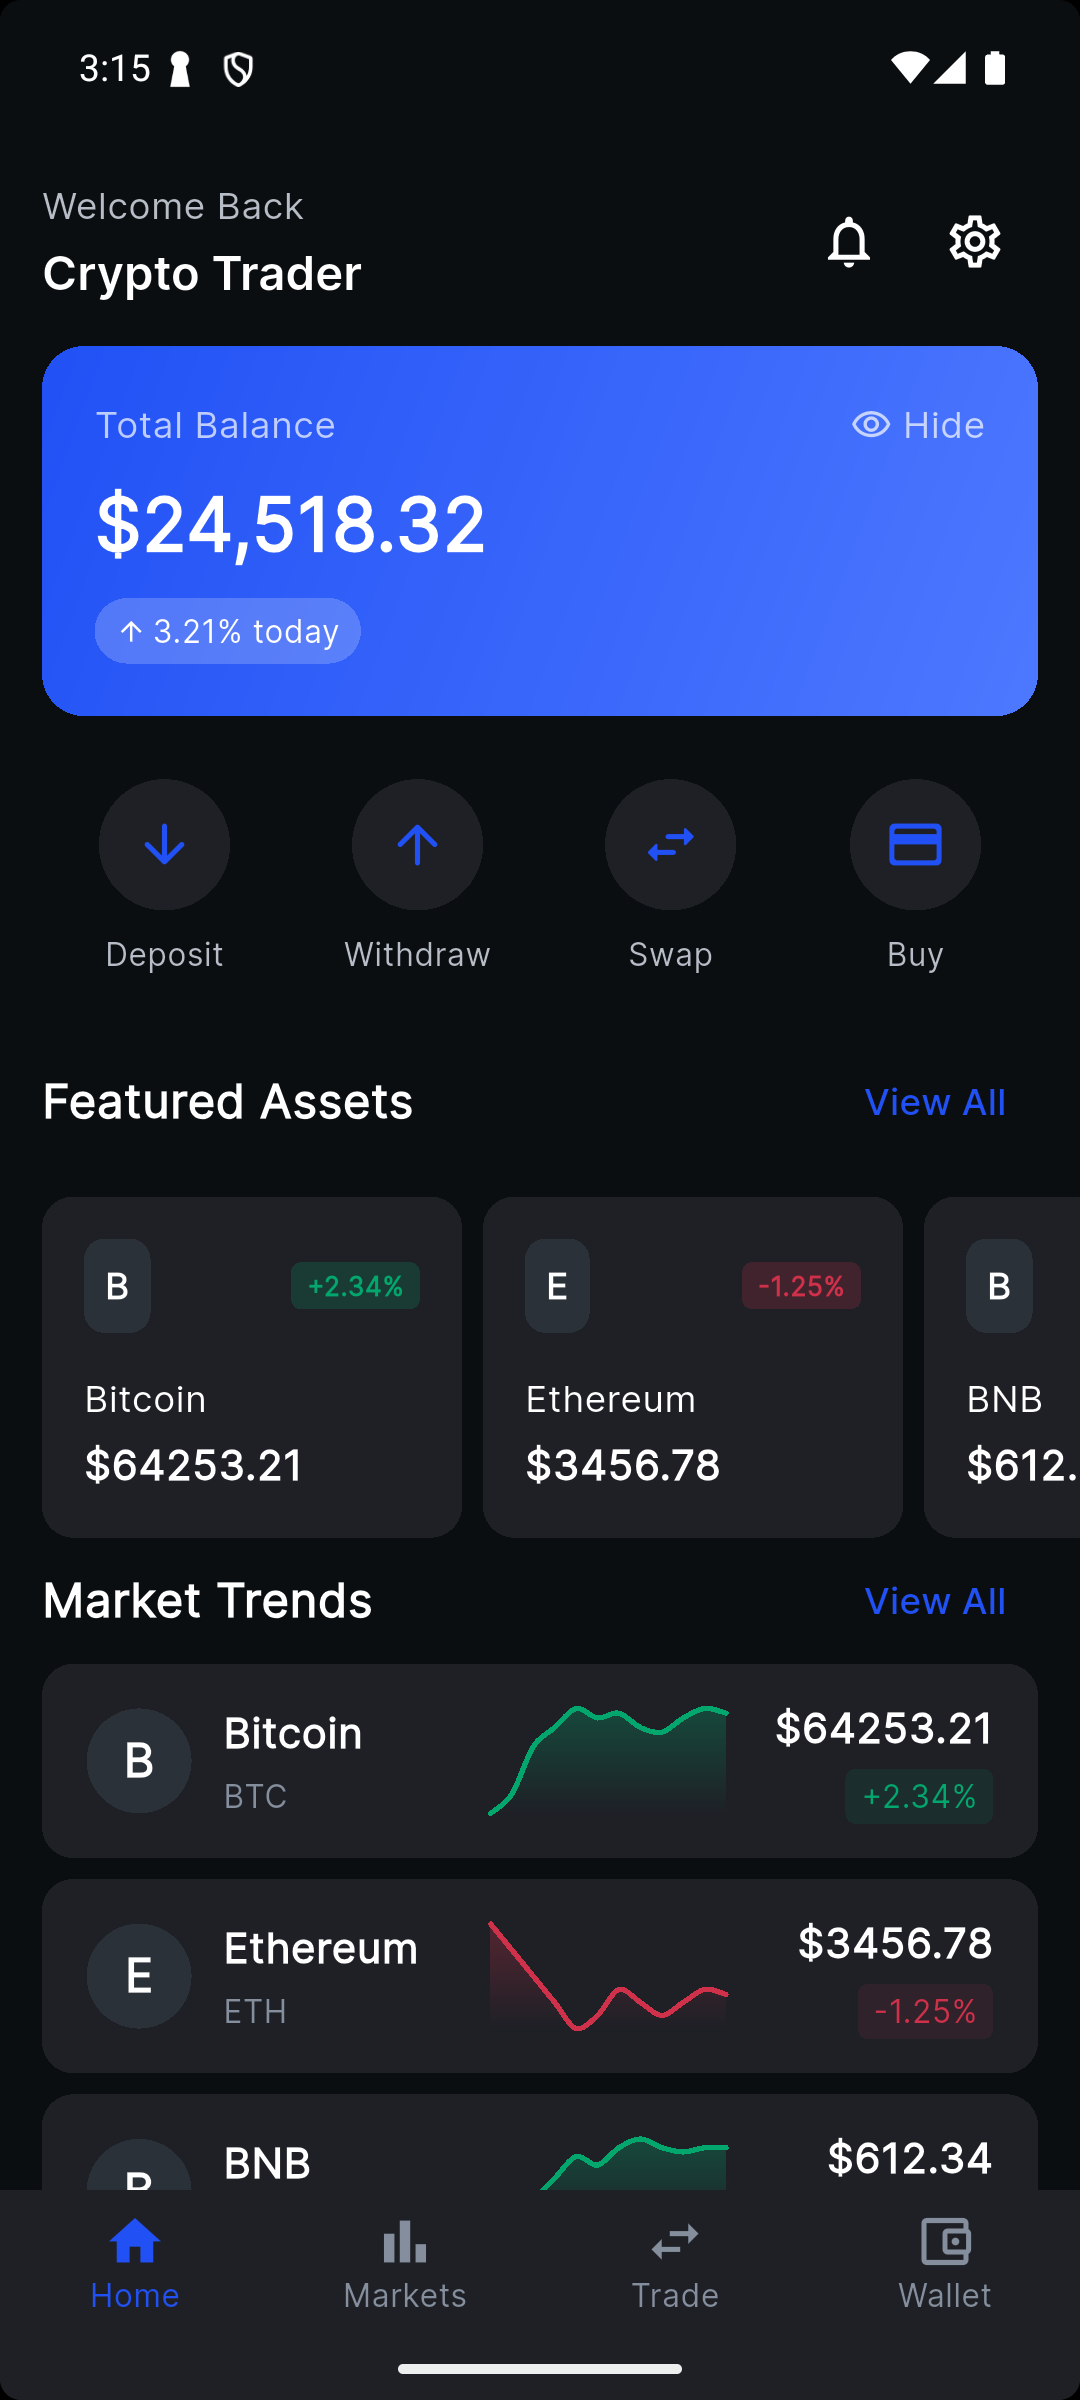 3:15
Welcome Back
Crypto Trader
Total Balance
Hide
$24,518.32
3.21% today
Deposit
Withdraw
Swap
Buy
Featured Assets
View All
B
+2.34%
Bitcoin
$64253.21
E
-1.25%
Ethereum
$3456.78
B
BNB
$612.
Market Trends
View All
B
Bitcoin
BTC
$64253.21
+2.34%
E
Ethereum
ETH
$3456.78
-1.25%
B
BNB
$612.34
Home
Markets
Trade
Wallet